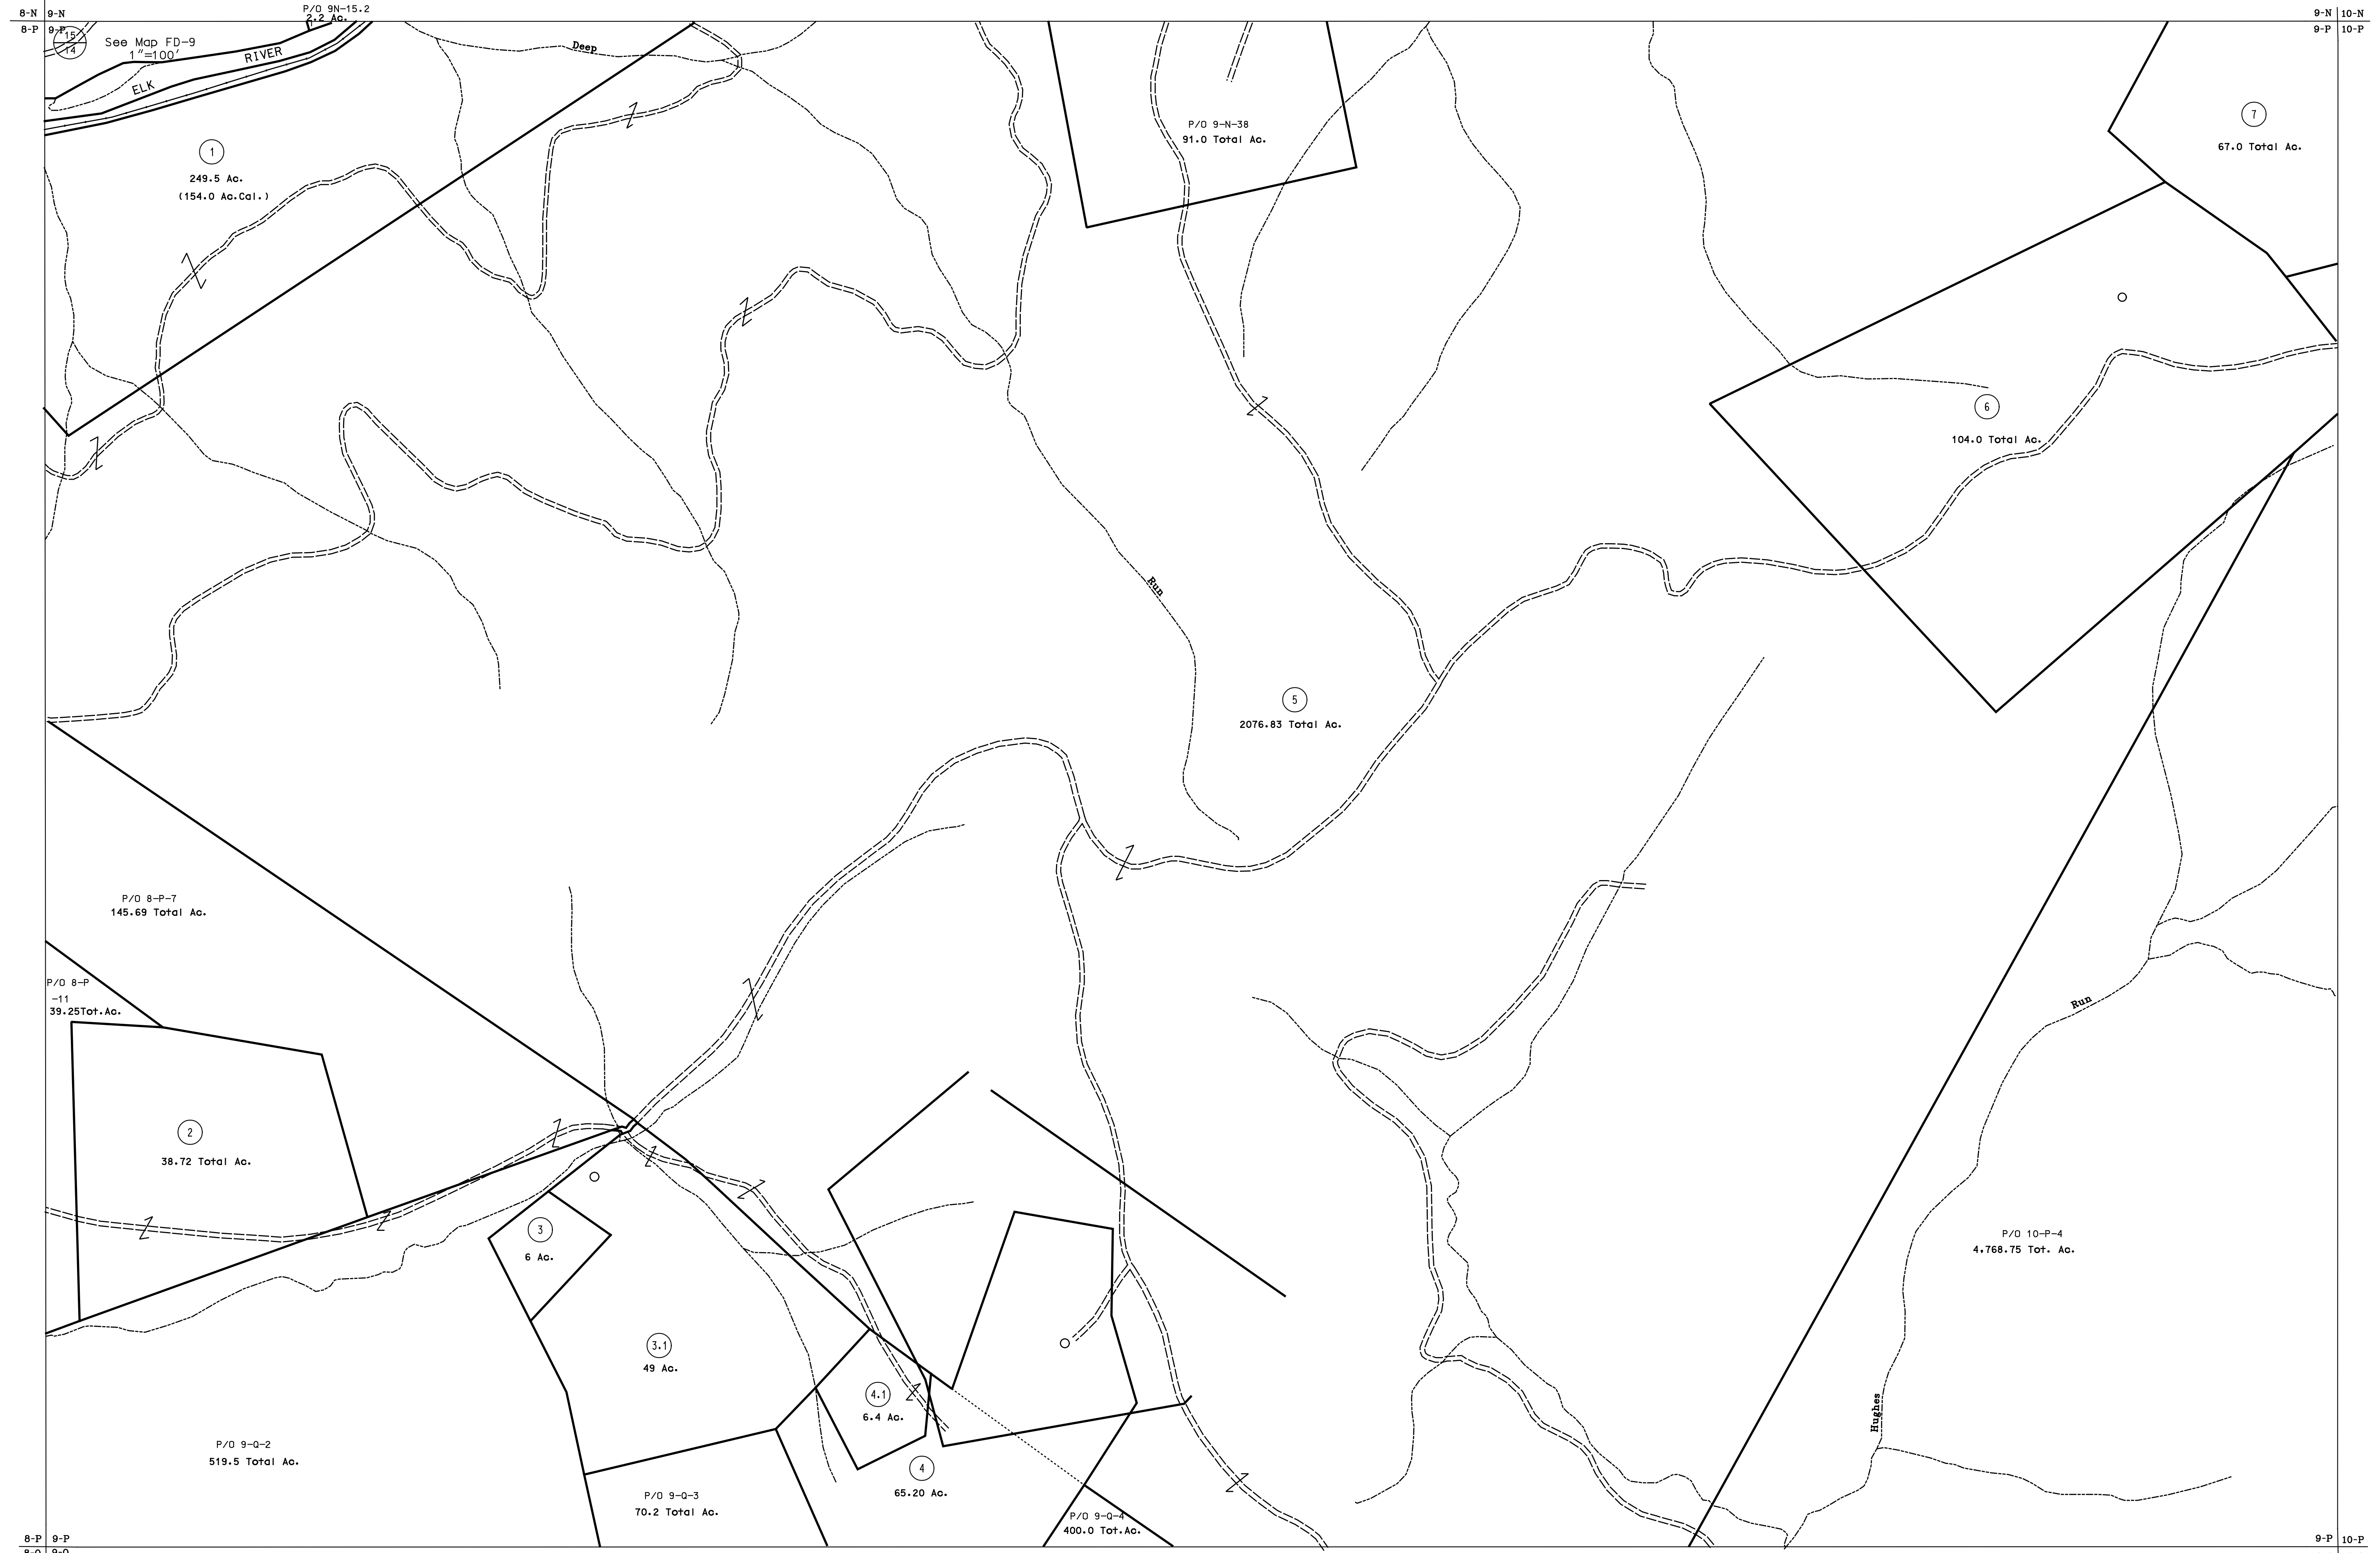 8-N 9-N
P/O 9N-15.2
2.2 Ac.
9-N 10-N
8-P 9-P
9-P 10-P
15
14
See Map FD-9
1"=100'
ELK RIVER
Deep
1
249.5 Ac.
(154.0 Ac.Cal.)
P/O 9-N-38
91.0 Total Ac.
7
67.0 Total Ac.
6
104.0 Total Ac.
Run
5
2076.83 Total Ac.
P/O 8-P-7
145.69 Total Ac.
P/O 8-P
-11
39.25Tot.Ac.
Run
2
38.72 Total Ac.
3
6 Ac.
P/O 10-P-4
4,768.75 Tot. Ac.
3.1
49 Ac.
4.1
6.4 Ac.
Hughes
P/O 9-Q-2
519.5 Total Ac.
4
65.20 Ac.
P/O 9-Q-3
70.2 Total Ac.
P/O 9-Q-4
400.0 Tot.Ac.
8-P 9-P
9-P 10-P
8-Q 9-Q